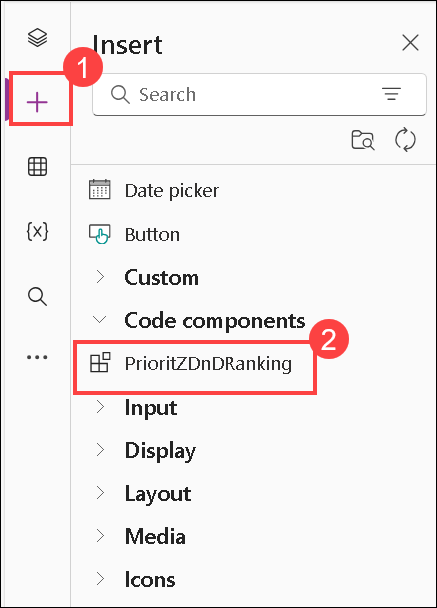 Insert
1
Search
Date picker
Button
{x}
Custom
Code components
2
PrioritZDnDRanking
Input
Display
Layout
Media
Icons